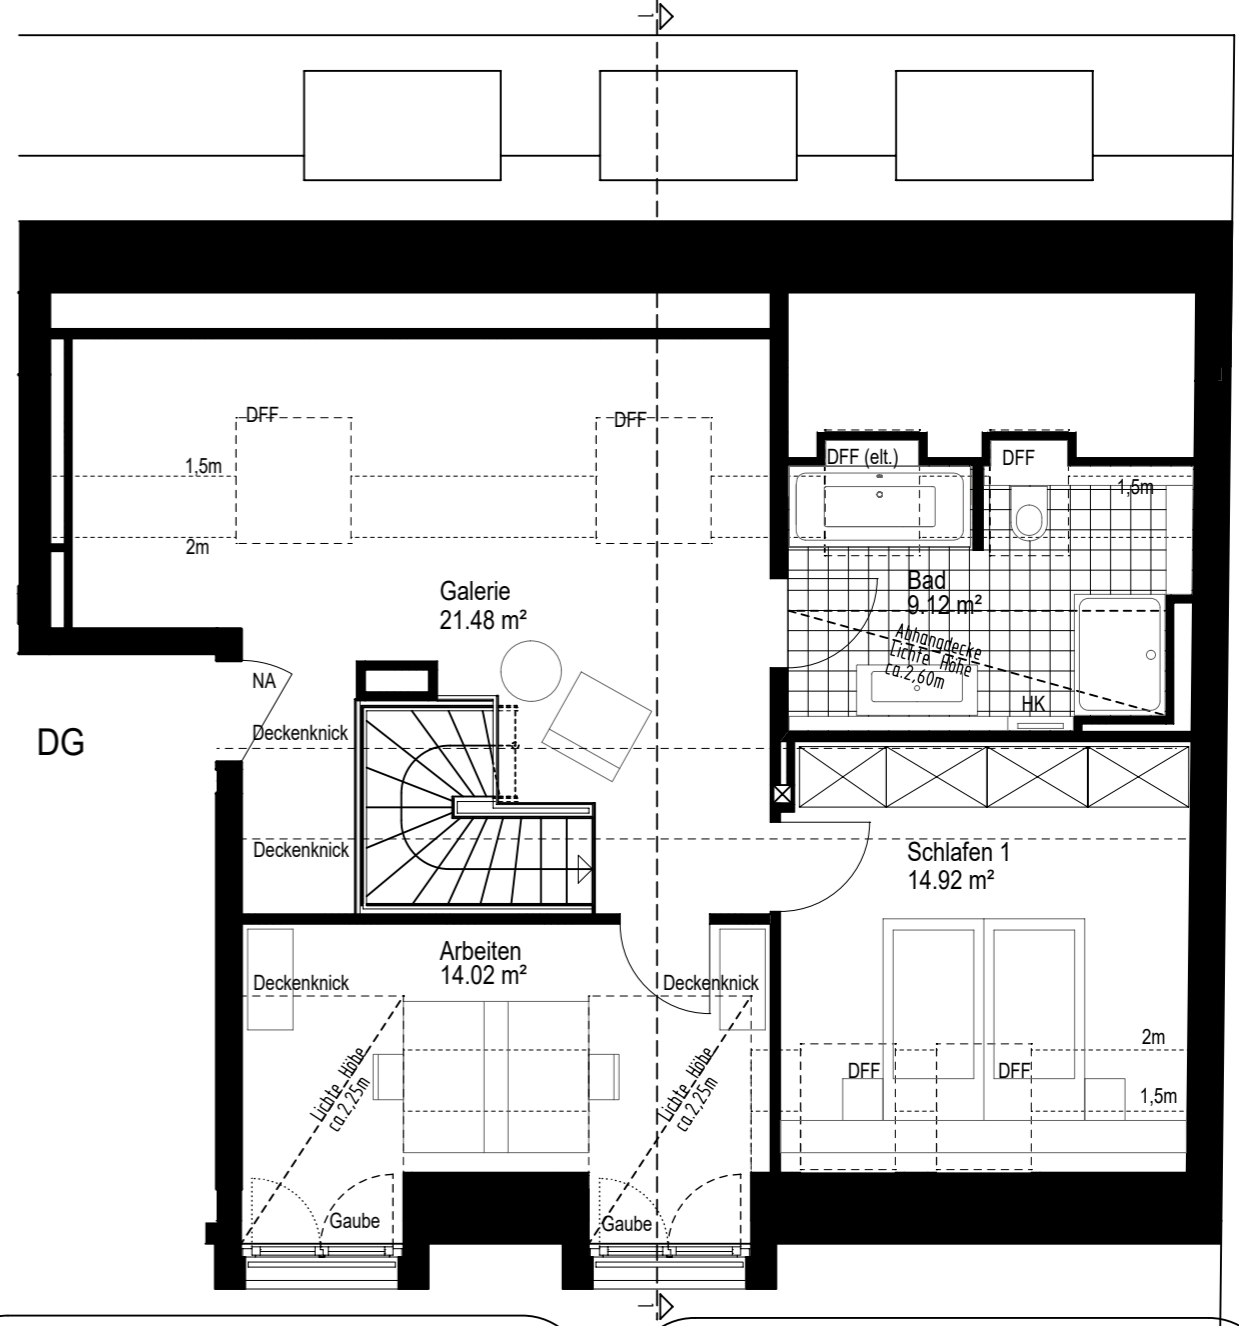 1
DFF
DFF
1,5m
2m
DFF (elt.)
DFF
1,5m
Galerie
21.48 m²
Bad
9.12 m²
Abhangdecke
Lichte Höhe
ca.2,60m
HK
NA
DG
Deckenknick
Deckenknick
Schlafen 1
14.92 m²
Arbeiten
14.02 m²
Deckenknick
Deckenknick
Lichte Höhe
ca.2,25m
Lichte Höhe
ca.2,25m
2m
DFF
DFF
1,5m
Gaube
Gaube
1